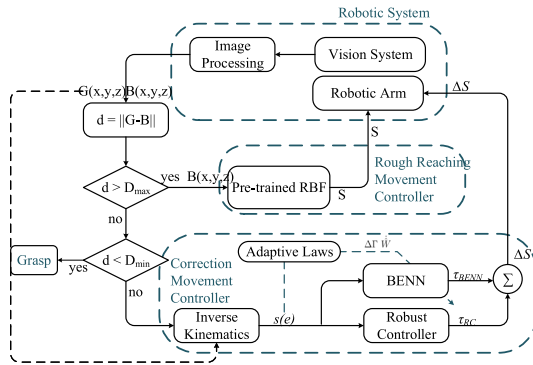 Robotic System
Image
Processing
Vision System
G(x,y,z)B(x,y,z)
Robotic Arm
ΔS
d = ||G-B||
S
Rough Reaching
Movement
Controller
d > Dmax
yes
B(x,y,z)
Pre-trained RBF
S
no
Grasp
yes
d < Dmin
Correction
Movement
Controller
Adaptive Laws
ΔΓ Ẇ
ΔS
BENN
τBENN
Σ
no
Inverse
Kinematics
s(e)
Robust
Controller
τRC